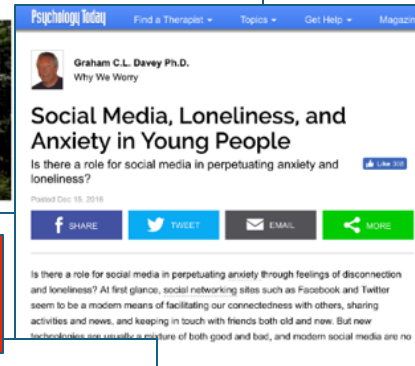 Psychology Today Find a Therapist Topics Get Help Magazin
Graham C.L. Davey Ph.D.
Why We Worry
Social Media, Loneliness, and
Anxiety in Young People
Is there a role for social media in perpetuating anxiety and
loneliness?
Like 308
Posted Dec 15, 2016
f SHARE TWEET EMAIL MORE
Is there a role for social media in perpetuating anxiety through feelings of disconnection
and loneliness? At first glance, social networking sites such as Facebook and Twitter
seem to be a modern means of facilitating our connectedness with others, sharing
activities and news, and keeping in touch with friends both old and new. But new
technologies are usually a mixture of both good and bad, and modern social media are no